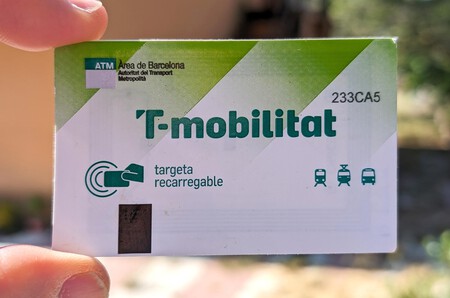 ATM
Àrea de Barcelona
Autoritat del Transport
Metropolità
233CA5
T-mobilitat
targeta
recarregable